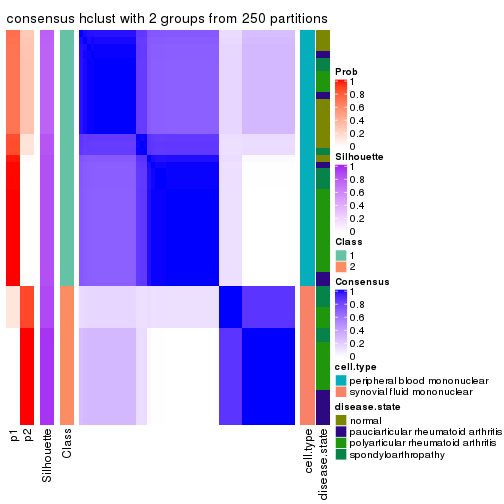 consensus hclust with 2 groups from 250 partitions
Prob
1
0.8
0.6
0.4
0.2
0
Silhouette
1
0.8
0.6
0.4
0.2
0
Class
1
2
Consensus
1
0.8
0.6
0.4
0.2
0
cell.type
peripheral blood mononuclear
synovial fluid mononuclear
disease.state
normal
pauciarticular rheumatoid arthritis
polyarticular rheumatoid arthritis
spondyloarthropathy
p1
p2
Silhouette
Class
cell.type
disease.state